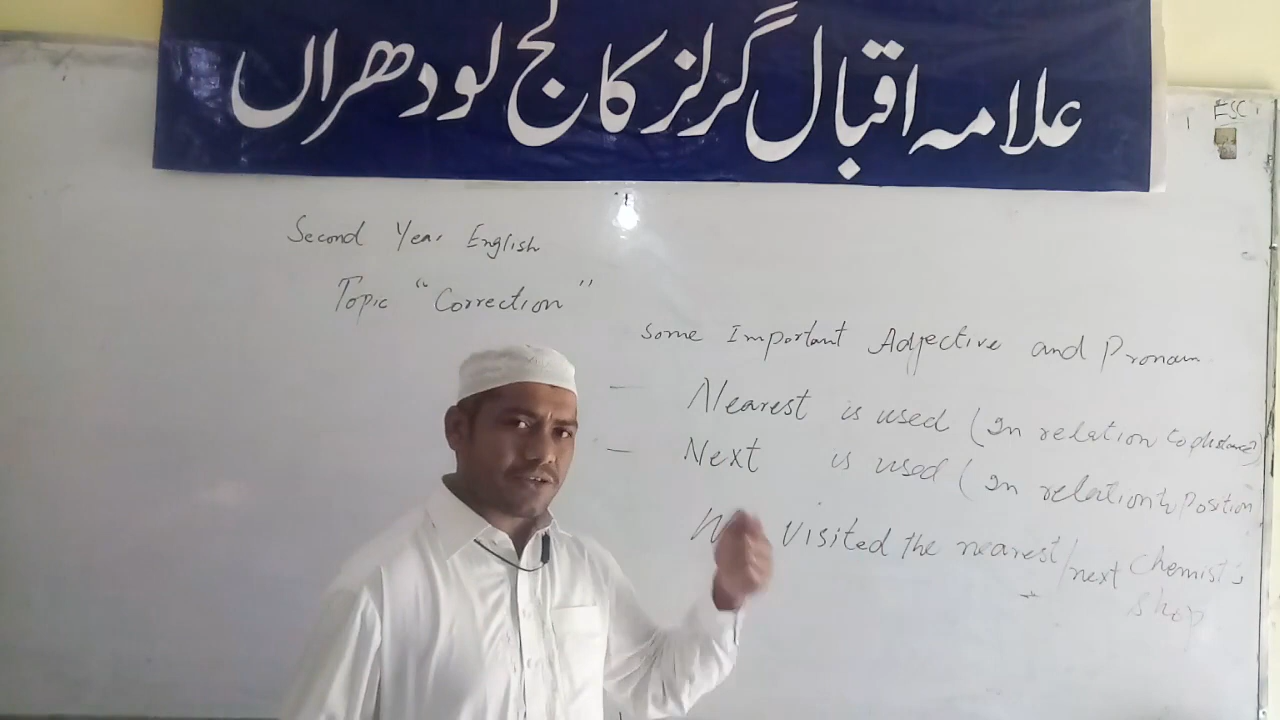 علامہ اقبال گرلز کالج لودھراں
ESC
Second Year English
Topic "Correction"
some Important Adjective and Pronoun
– Nearest is used (In relation to distance)
– Next is used (In relation to Position
visited the nearest/next chemist's
shop